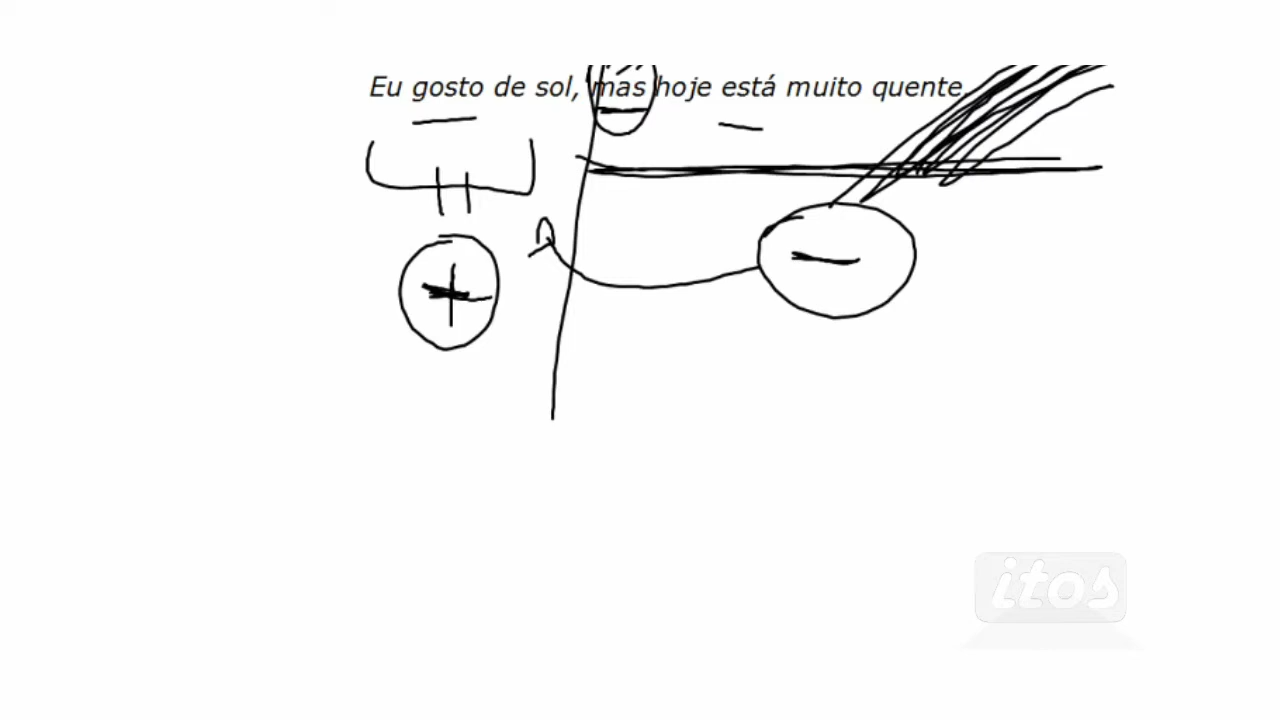 Eu gosto de sol, mas hoje está muito quente.
+
−
itos